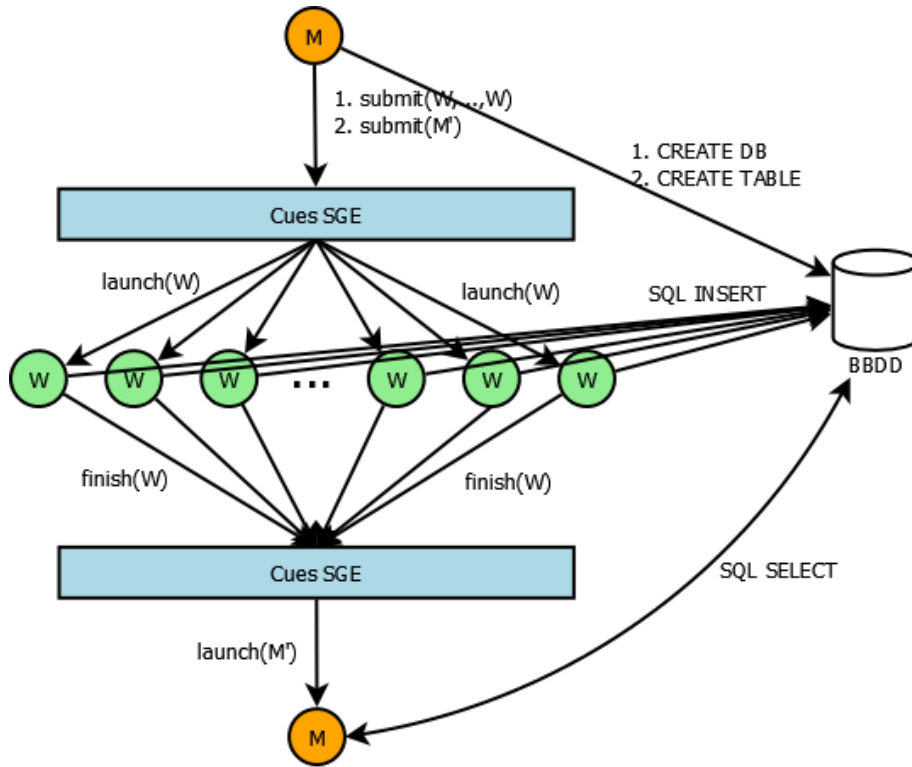 M
1. submit(W,...,W)
2. submit(M')
1. CREATE DB
2. CREATE TABLE
Cues SGE
launch(W)
launch(W)
SQL INSERT
BBDD
W
W
W
...
W
W
W
finish(W)
finish(W)
Cues SGE
SQL SELECT
launch(M')
M